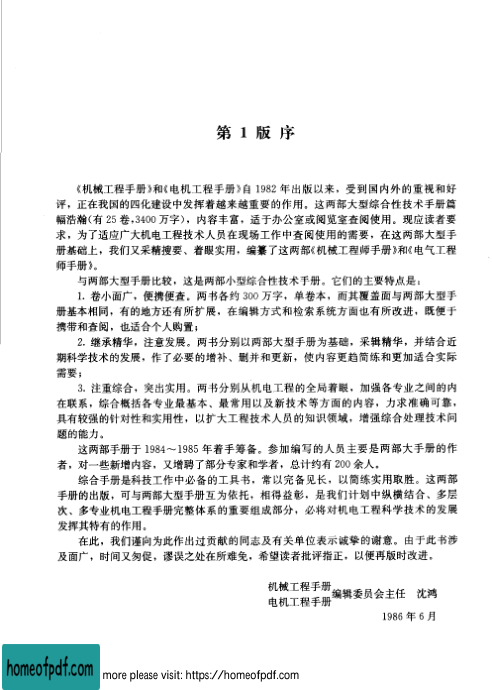 第 1 版 序
《机械工程手册》和《电机工程手册》自 1982 年出版以来，受到国内外的重视和好
评，正在我国的四化建设中发挥着越来越重要的作用。这两部大型综合性技术手册篇
幅浩瀚(有 25 卷,3400 万字)，内容丰富，适于办公室或阅览室查阅使用。现应读者要
求，为了适应广大机电工程技术人员在现场工作中查阅使用的需要，在这两部大型手
册基础上，我们又采精搜要、着眼实用，编纂了这两部《机械工程师手册》和《电气工程
师手册》。
与两部大型手册比较，这是两部小型综合性技术手册。它们的主要特点是：
1. 卷小面广，便携便查。两书各约 300 万字，单卷本，而其覆盖面与两部大型手
册基本相同，有的地方还有所扩展，在编辑方式和检索系统方面也有所改进，既便于
携带和查阅，也适合个人购置；
2. 继承精华，注意发展。两书分别以两部大型手册为基础，采辑精华，并结合近
期科学技术的发展，作了必要的增补、删并和更新，使内容更趋简练和更加适合实际
需要；
3. 注重综合，突出实用。两书分别从机电工程的全局着眼，加强各专业之间的内
在联系，综合概括各专业最基本、最常用以及新技术等方面的内容，力求准确可靠，
具有较强的针对性和实用性，以扩大工程技术人员的知识领域，增强综合处理技术问
题的能力。
这两部手册于 1984～1985 年着手筹备。参加编写的人员主要是两部大手册的作
者，对一些新增内容，又增聘了部分专家和学者，总计约有 200 余人。
综合手册是科技工作中必备的工具书，常以完备见长，以简练实用取胜。这两部
手册的出版，可与两部大型手册互为依托，相得益彰，是我们计划中纵横结合、多层
次、多专业机电工程手册完整体系的重要组成部分，必将对机电工程科学技术的发展
发挥其特有的作用。
在此，我们谨向为此作出过贡献的同志及有关单位表示诚挚的谢意。由于此书涉
及面广，时间又匆促，谬误之处在所难免，希望读者批评指正，以便再版时改进。
机械工程手册
电机工程手册
编辑委员会主任 沈鸿
1986 年 6 月
homeofpdf.com
more please visit: https://homeofpdf.com